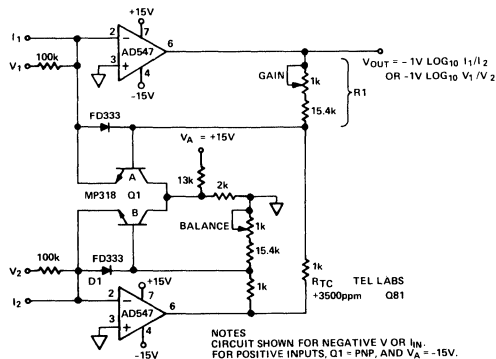 +15V
I1
2
7
AD547
6
V1
100k
3
4
-15V
VOUT = -1V LOG10 I1/I2
OR -1V LOG10 V1/V2
GAIN
1k
R1
15.4k
FD333
VA = +15V
A
13k
2k
MP318
Q1
B
BALANCE
1k
15.4k
100k
FD333
V2
D1
1k
1k
RTC
+3500ppm
TEL LABS
Q81
+15V
I2
2
7
AD547
6
3
4
-15V
NOTES
CIRCUIT SHOWN FOR NEGATIVE V OR IIN.
FOR POSITIVE INPUTS, Q1 = PNP, AND VA = -15V.